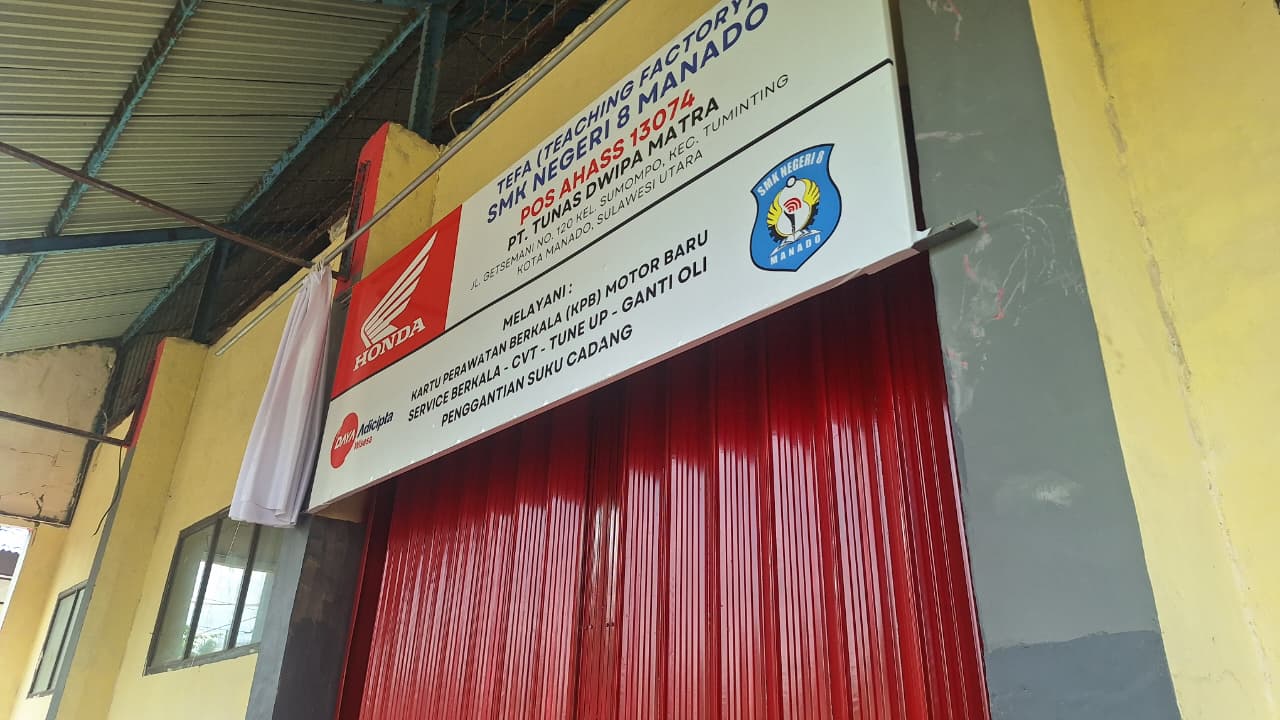 TEFA (TEACHING FACTORY)
SMK NEGERI 8 MANADO
POS AHASS 13074
PT. TUNAS DWIPA MATRA
JL. GETSEMANI NO. 120 KEL. SUMOMPO, KEC. TUMINTING
KOTA MANADO, SULAWESI UTARA
HONDA
MELAYANI :
KARTU PERAWATAN BERKALA (KPB) MOTOR BARU
SERVICE BERKALA - CVT - TUNE UP - GANTI OLI
PENGGANTIAN SUKU CADANG
DAYA Adicipta
Wisesa
SMK NEGERI 8
MANADO